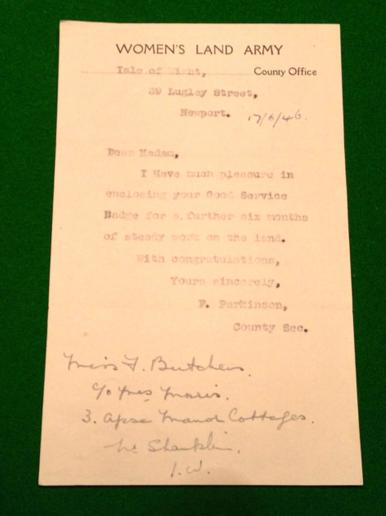 WOMEN'S LAND ARMY
Isle of Wight, County Office
39 Lugley Street,
Newport. 17/6/46.
Dear Madam,
I Have much pleasure in
enclosing your Good Service
Badge for a further six months
of steady work on the land.
With congratulations,
Yours sincerely,
F. Parkinson,
County Sec.
Miss Butchers.
c/o Mrs Morris.
3. Apse Manor Cottages.
Nr Shanklin.
I.W.